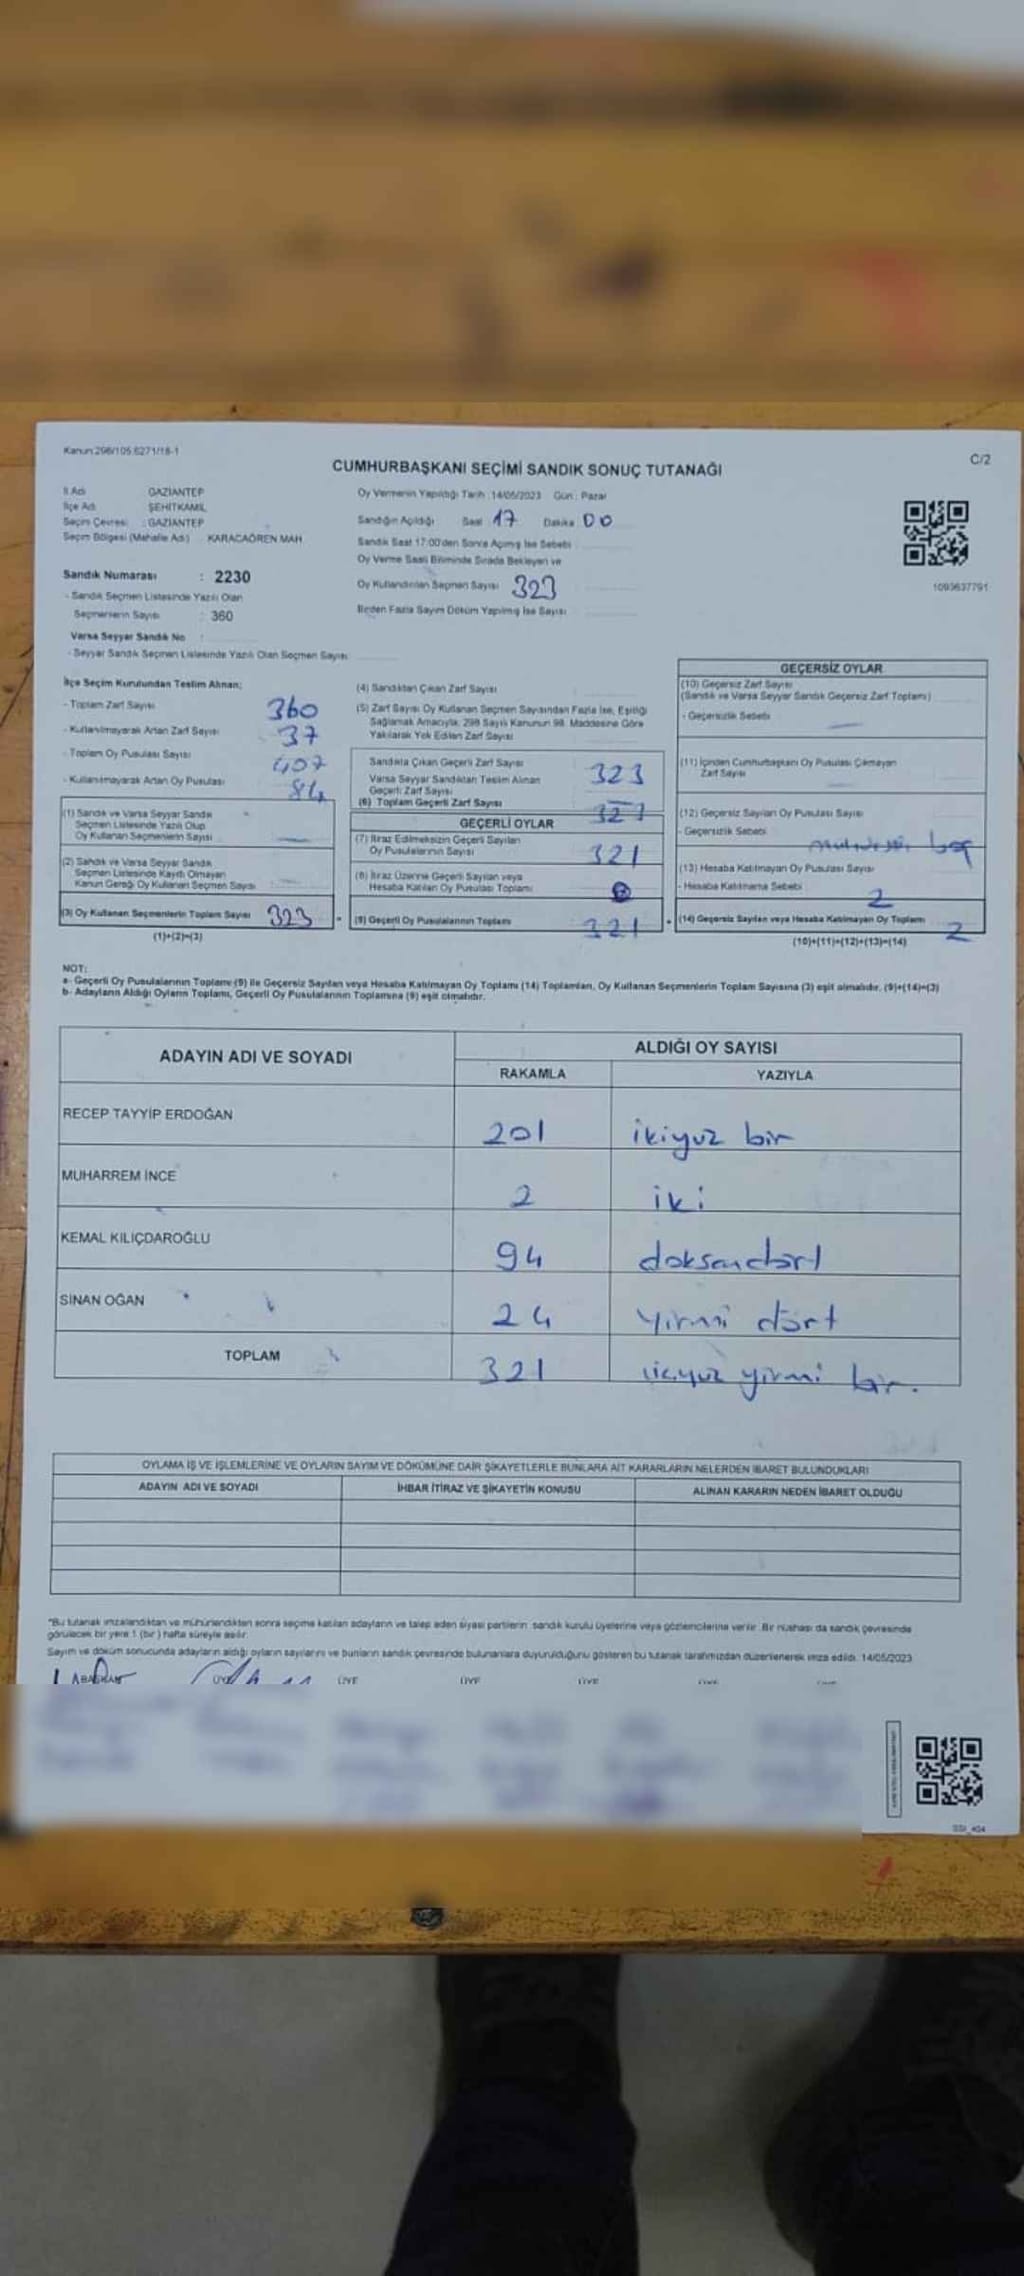 Kanun:298/105.6271/18-1
C/2
CUMHURBAŞKANI SEÇİMİ SANDIK SONUÇ TUTANAĞI
İl Adı GAZİANTEP
İlçe Adı ŞEHİTKAMİL
Seçim Çevresi : GAZİANTEP
Seçim Bölgesi (Mahalle Adı) KARACAÖREN MAH.
Sandık Numarası : 2230
- Sandık Seçmen Listesinde Yazılı Olan
Seçmenlerin Sayısı : 360
Varsa Seyyar Sandık No :
- Seyyar Sandık Seçmen Listesinde Yazılı Olan Seçmen Sayısı
Oy Vermenin Yapıldığı Tarih : 14/05/2023 Gün : Pazar
Sandığın Açıldığı Saat 17 Dakika 00
Sandık Saat 17:00'den Sonra Açımış İse Sebebi
Oy Verme Saati Bitiminde Sırada Bekleyen ve
Oy Kullandırılan Seçmen Sayısı 323
Birden Fazla Sayım Döküm Yapılmış İse Sayısı
1093637791
İlçe Seçim Kurulundan Teslim Alınan;
- Toplam Zarf Sayısı 360
- Kullanılmayarak Artan Zarf Sayısı 37
- Toplam Oy Pusulası Sayısı 407
- Kullanılmayarak Artan Oy Pusulası 84
(1) Sandık ve Varsa Seyyar Sandık
Seçmen Listesinde Yazılı Olup
Oy Kullanan Seçmenlerin Sayısı
(2) Sandık ve Varsa Seyyar Sandık
Seçmen Listesinde Kayıtlı Olmayan
Kanun Gereği Oy Kullanan Seçmen Sayısı
(3) Oy Kullanan Seçmenlerin Toplam Sayısı 323
(1)+(2)=(3)
(4) Sandıktan Çıkan Zarf Sayısı
(5) Zarf Sayısı Oy Kullanan Seçmen Sayısından Fazla İse, Eşitliği
Sağlamak Amacıyla; 298 Sayılı Kanunun 98. Maddesine Göre
Yakılarak Yok Edilen Zarf Sayısı
Sandıkta Çıkan Geçerli Zarf Sayısı 323
Varsa Seyyar Sandıktan Teslim Alınan
Geçerli Zarf Sayısı
(6) Toplam Geçerli Zarf Sayısı
GEÇERLİ OYLAR
(7) İtiraz Edilmeksizin Geçerli Sayılan
Oy Pusulalarının Sayısı 321
(8) İtiraz Üzerine Geçerli Sayılan veya
Hesaba Katılan Oy Pusulası Toplamı
(9) Geçerli Oy Pusulalarının Toplamı 321
GEÇERSİZ OYLAR
(10) Geçersiz Zarf Sayısı
(Sandık ve Varsa Seyyar Sandık Geçersiz Zarf Toplamı)
- Geçersizlik Sebebi
(11) İçinden Cumhurbaşkanı Oy Pusulası Çıkmayan
Zarf Sayısı
(12) Geçersiz Sayılan Oy Pusulası Sayısı
- Geçersizlik Sebebi
(13) Hesaba Katılmayan Oy Pusulası Sayısı
- Hesaba Katılmama Sebebi 2
(14) Geçersiz Sayılan veya Hesaba Katılmayan Oy Toplamı 2
(10)+(11)+(12)+(13)=(14)
NOT:
a- Geçerli Oy Pusulalarının Toplamı (9) ile Geçersiz Sayılan veya Hesaba Katılmayan Oy Toplamı (14) Toplamları, Oy Kullanan Seçmenlerin Toplam Sayısına (3) eşit olmalıdır. (9)+(14)=(3)
b- Adayların Aldığı Oyların Toplamı, Geçerli Oy Pusulalarının Toplamına (9) eşit olmalıdır.
ADAYIN ADI VE SOYADI ALDIĞI OY SAYISI
RAKAMLA YAZIYLA
RECEP TAYYİP ERDOĞAN 201 ikiyuz bir
MUHARREM İNCE 2 iki
KEMAL KILIÇDAROĞLU 94 doksandört
SİNAN OĞAN 24 yirmi dört
TOPLAM 321 üçyuz yirmi bir.
OYLAMA İŞ VE İŞLEMLERİNE VE OYLARIN SAYIM VE DÖKÜMÜNE DAİR ŞİKAYETLERLE BUNLARA AİT KARARLARIN NELERDEN İBARET BULUNDUKLARI
ADAYIN ADI VE SOYADI İHBAR İTİRAZ VE ŞİKAYETİN KONUSU ALINAN KARARIN NEDEN İBARET OLDUĞU
*Bu tutanak imzalandıktan ve mühürlendikten sonra seçime katılan adayların ve talep eden siyasi partilerin sandık kurulu üyelerine veya gözlemcilerine verilir. Bir nüshası da sandık çevresinde
görülecek bir yere 1 (bir) hafta süreyle asılır.
Sayım ve döküm sonucunda adayların aldığı oyların sayılarını ve bunların sandık çevresinde bulunanlara duyurulduğunu gösteren bu tutanak tarafımızdan düzenlenerek imza edildi. 14/05/2023
BAŞKAN ÜYE ÜYE ÜYE ÜYE ÜYE ÜYE